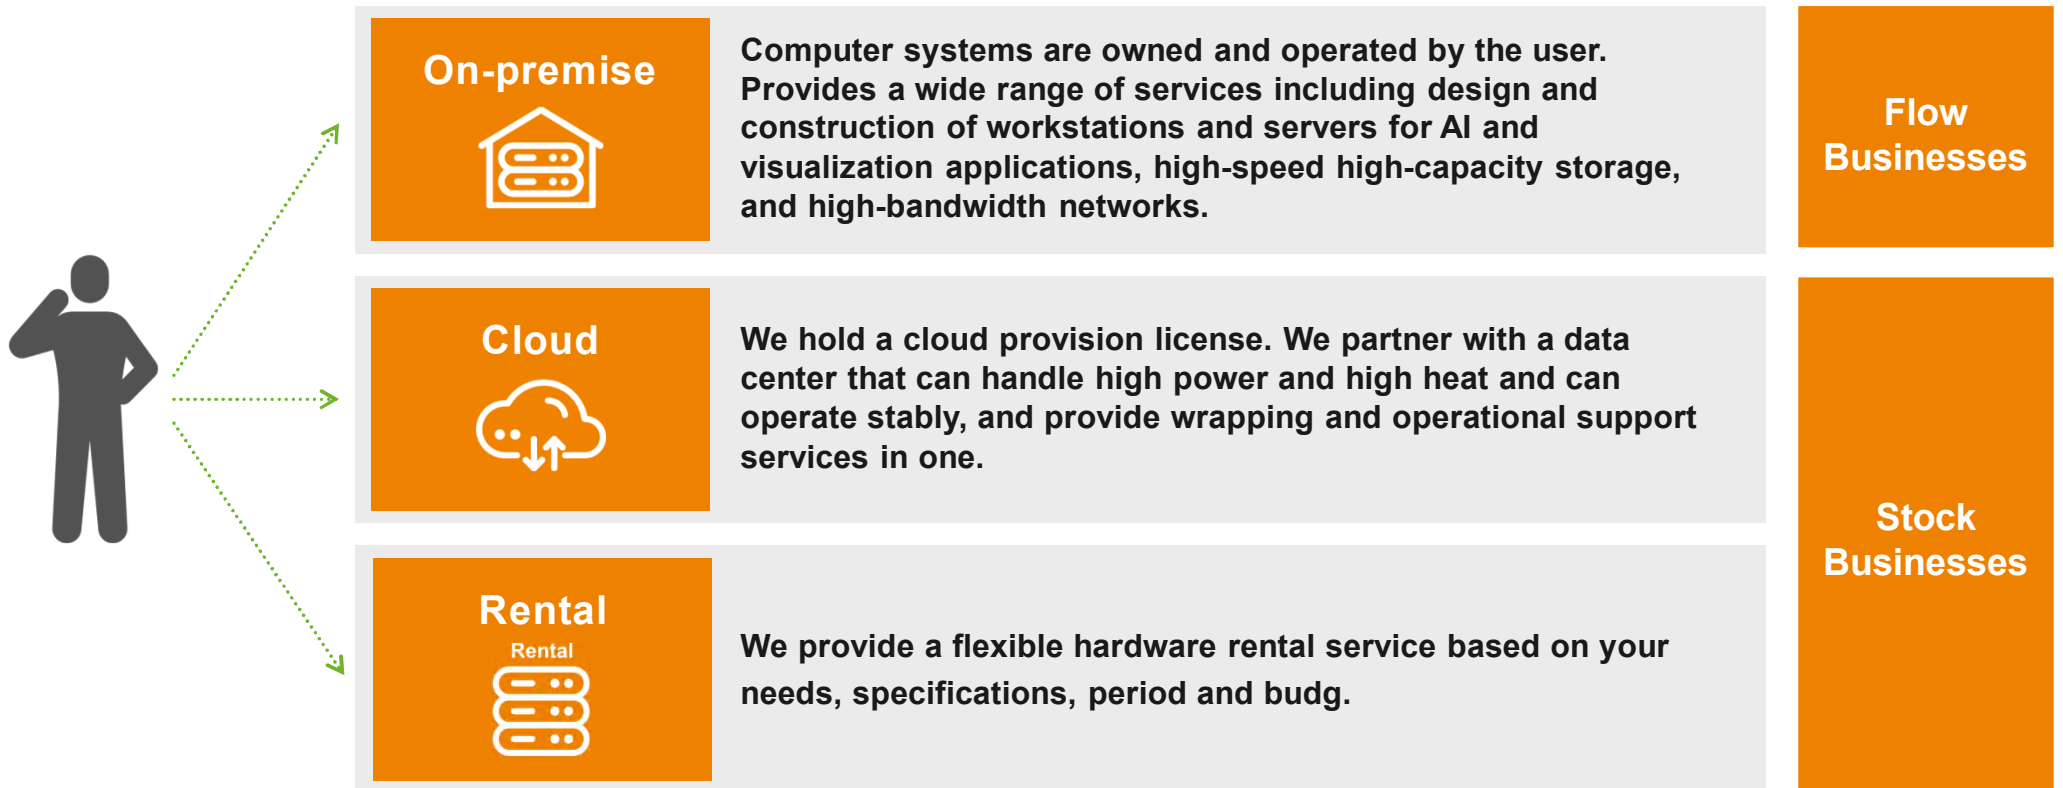 On-premise
Computer systems are owned and operated by the user.
Provides a wide range of services including design and
construction of workstations and servers for AI and
visualization applications, high-speed high-capacity storage,
and high-bandwidth networks.
Flow
Businesses
Cloud
We hold a cloud provision license. We partner with a data
center that can handle high power and high heat and can
operate stably, and provide wrapping and operational support
services in one.
Stock
Businesses
Rental
Rental
We provide a flexible hardware rental service based on your
needs, specifications, period and budg.